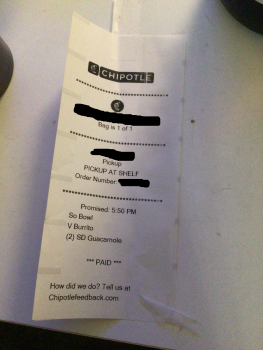 CHIPOTLE
********************************
Bag is 1 of 1
********************************
Pickup
PICKUP AT SHELF
Order Number:
********************************
Promised: 5:50 PM
So Bowl
V Burrito
(2) SD Guacamole
*** PAID ***
How did we do? Tell us at
Chipotlefeedback.com